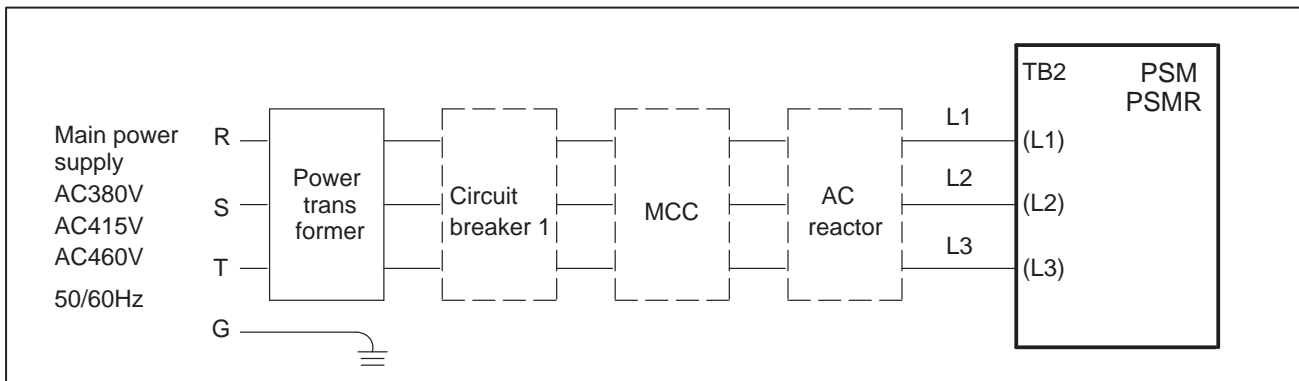 TB2 PSM
PSMR
Main power
supply
AC380V
AC415V
AC460V
50/60Hz
R
S
T
G
Power
trans
former
Circuit
breaker 1
MCC
AC
reactor
L1
L2
L3
(L1)
(L2)
(L3)